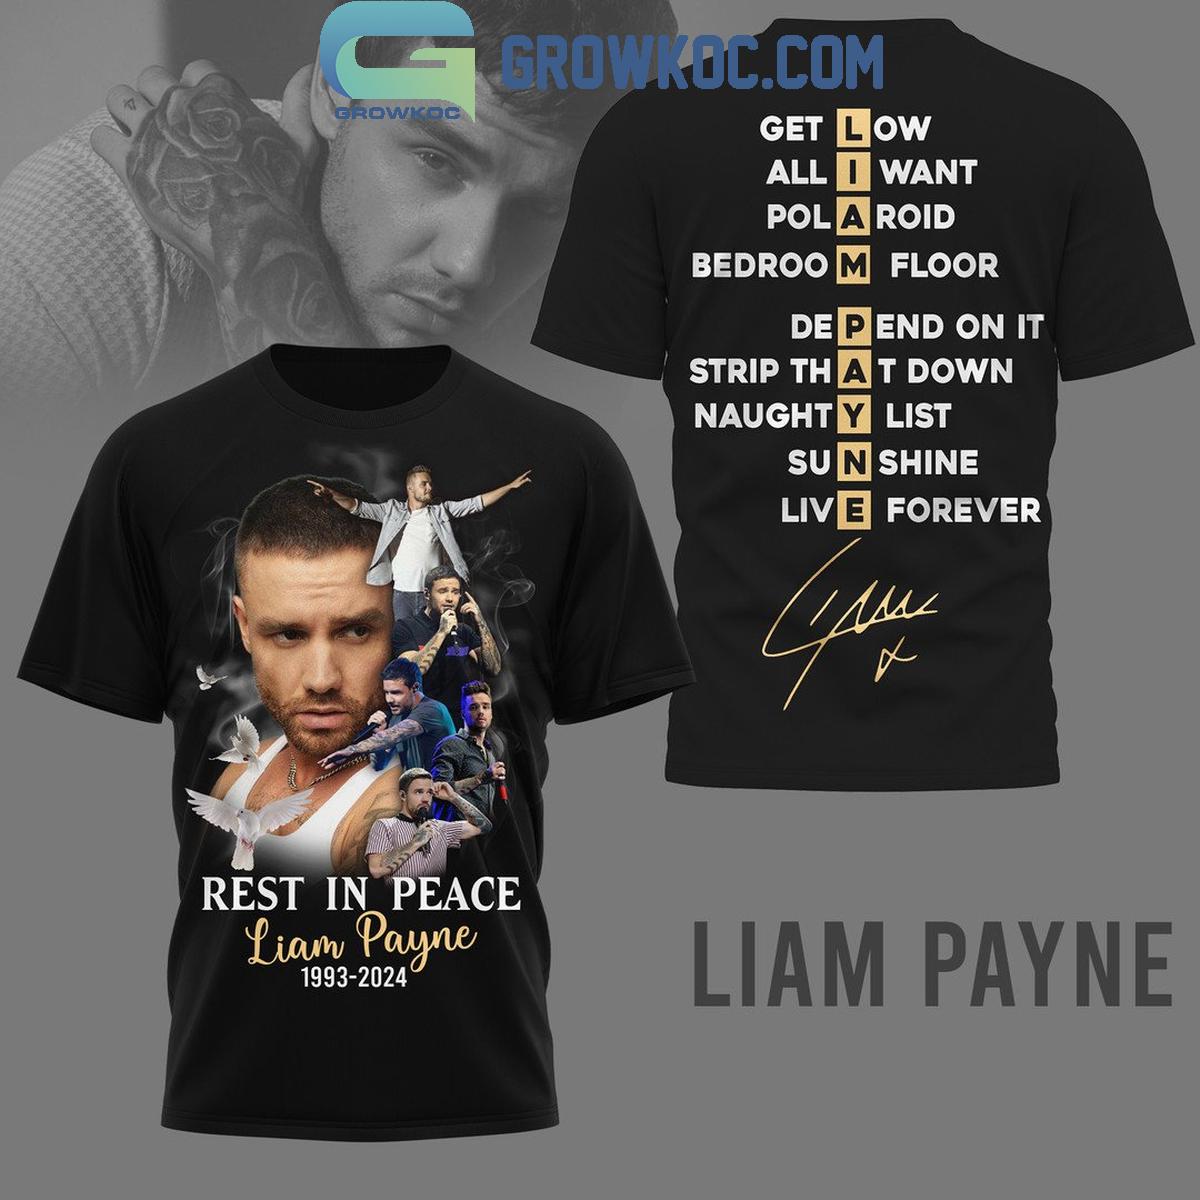 GROWKOC
GROWKOC.COM
GET LOW
ALL I WANT
POLAROID
BEDROOM FLOOR
DEPEND ON IT
STRIP THAT DOWN
NAUGHTY LIST
SUNSHINE
LIVE FOREVER
REST IN PEACE
Liam Payne
1993-2024
LIAM PAYNE